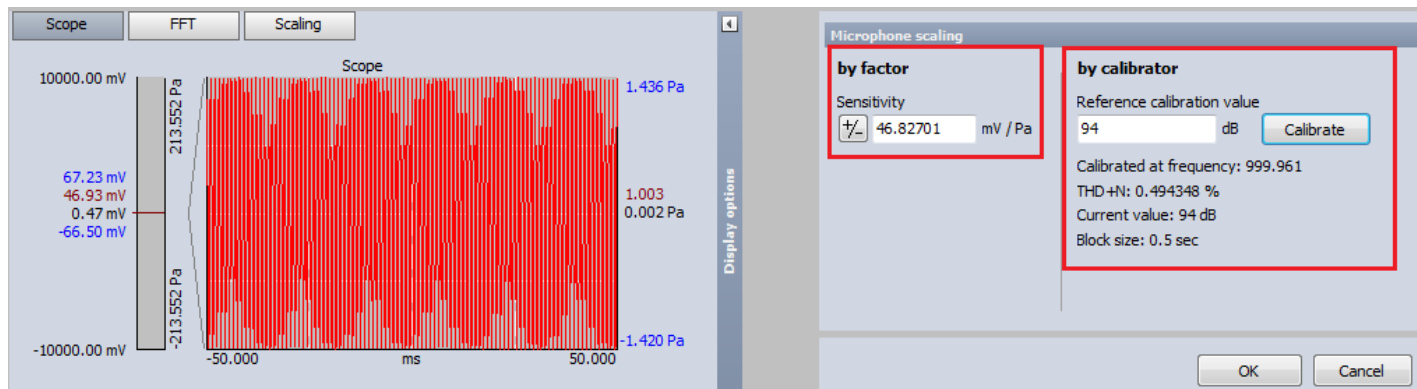 Scope
FFT
Scaling
Scope
10000.00 mV
213.552 Pa
1.436 Pa
67.23 mV
46.93 mV
0.47 mV
-66.50 mV
1.003
0.002 Pa
-213.552 Pa
-10000.00 mV
-1.420 Pa
-50.000
ms
50.000
Display options
Microphone scaling
by factor
Sensitivity
+/- 46.82701 mV / Pa
by calibrator
Reference calibration value
94 dB Calibrate
Calibrated at frequency: 999.961
THD+N: 0.494348 %
Current value: 94 dB
Block size: 0.5 sec
OK
Cancel